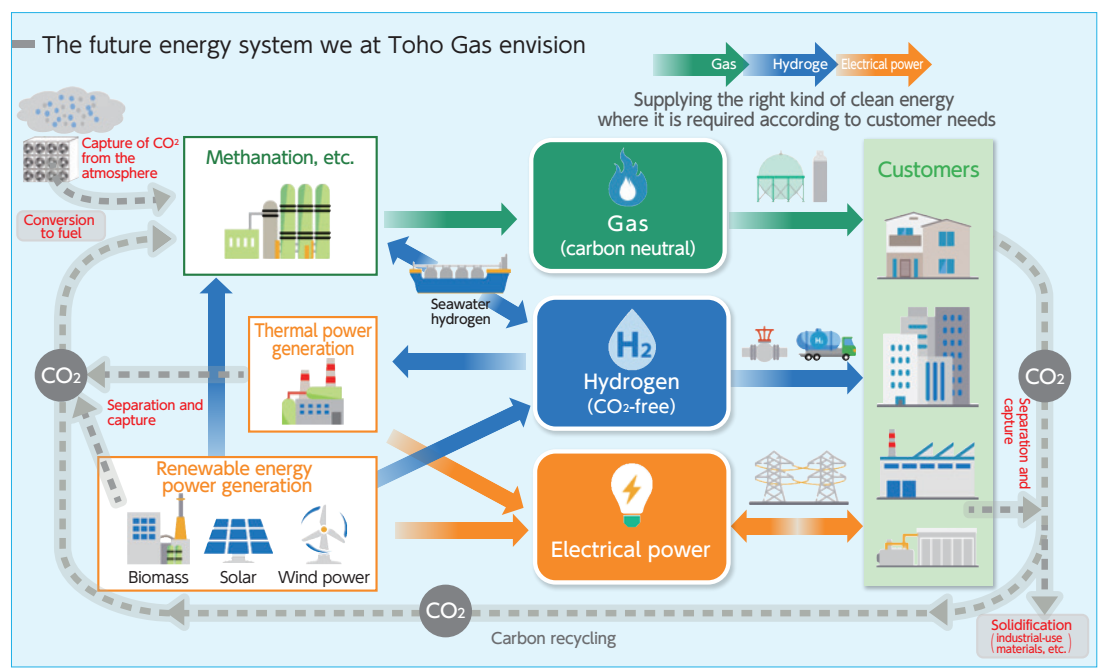 The future energy system we at Toho Gas envision
Gas
Hydroge
Electrical power
Supplying the right kind of clean energy
where it is required according to customer needs
Capture of CO2
from the
atmosphere
Conversion
to fuel
Methanation, etc.
Gas
(carbon neutral)
Customers
Seawater
hydrogen
Thermal power
generation
H2
Hydrogen
(CO2-free)
H2
CO2
CO2
Separation and
capture
Separation and
capture
Renewable energy
power generation
Biomass
Solar
Wind power
Electrical power
CO2
Carbon recycling
Solidification
(industrial-use
materials, etc.)